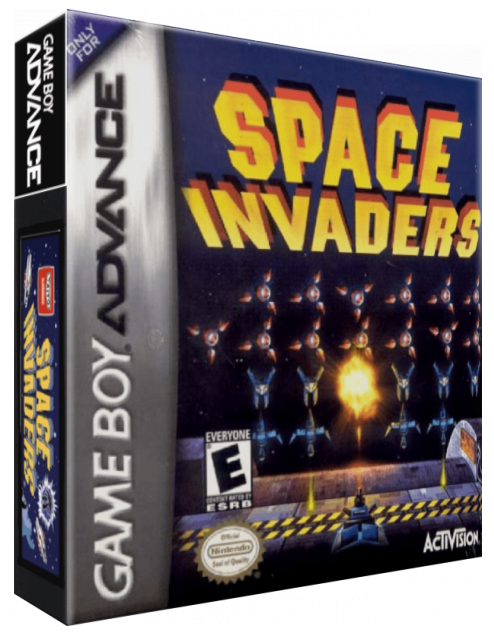 GAME BOY
ADVANCE
SPACE
INVADERS
ONLY
FOR
GAME BOY ADVANCE
SPACE
INVADERS
EVERYONE
E
CONTENT RATED BY
ESRB
Official
Nintendo
Seal of Quality
ACTIVISION